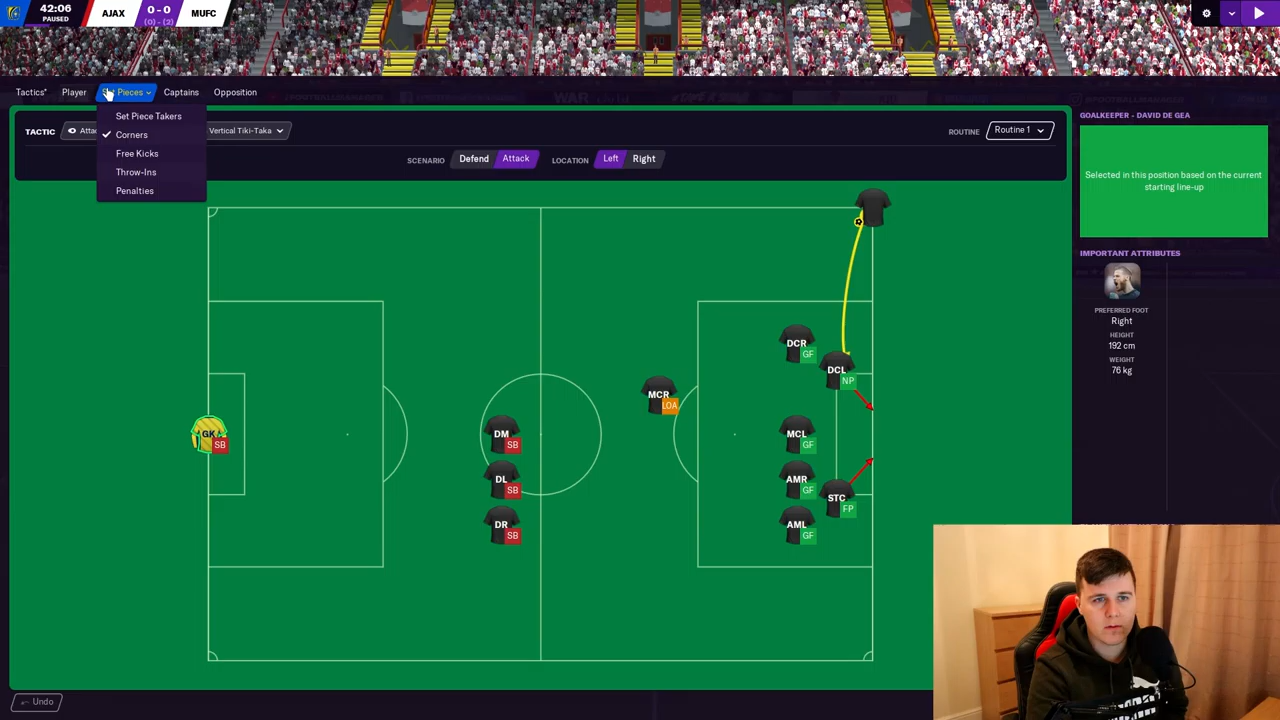 42:06
PAUSED
AJAX
0 - 0
(0) - (2)
MUFC
Tactics*
Player
Pieces
Captains
Opposition
Set Piece Takers
Corners
Free Kicks
Throw-Ins
Penalties
TACTIC
Vertical Tiki-Taka
ROUTINE
Routine 1
SCENARIO
Defend
Attack
LOCATION
Left
Right
GOALKEEPER - DAVID DE GEA
Selected in this position based on the current
starting line-up
IMPORTANT ATTRIBUTES
PREFERRED FOOT
Right
HEIGHT
192 cm
WEIGHT
76 kg
DCR
GF
DCL
NP
MCR
LOA
GK
SB
DM
SB
MCL
GF
DL
SB
AMR
GF
STC
FP
DR
SB
AML
GF
Undo